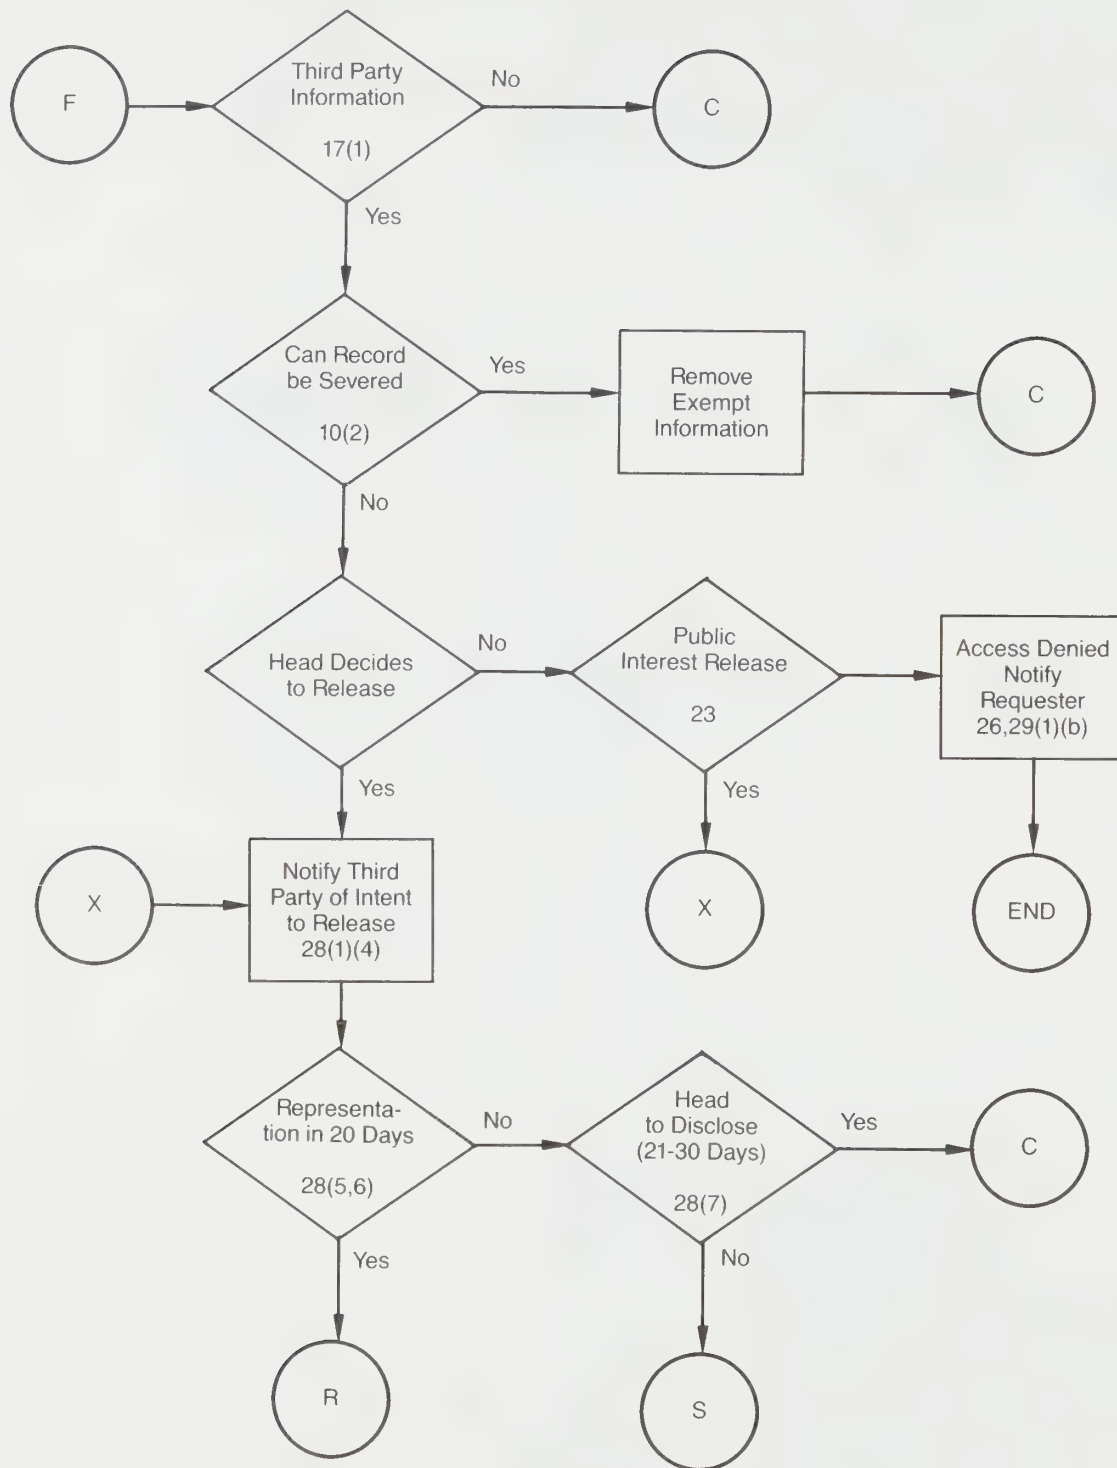 F
Third Party
Information
17(1)
No
C
Yes
Can Record
be Severed
10(2)
Yes
Remove
Exempt
Information
C
No
Head Decides
to Release
No
Public
Interest Release
23
Access Denied
Notify
Requester
26,29(1)(b)
Yes
Yes
X
Notify Third
Party of Intent
to Release
28(1)(4)
X
END
Representa-
tion in 20 Days
28(5,6)
No
Head
to Disclose
(21-30 Days)
28(7)
Yes
C
Yes
No
R
S